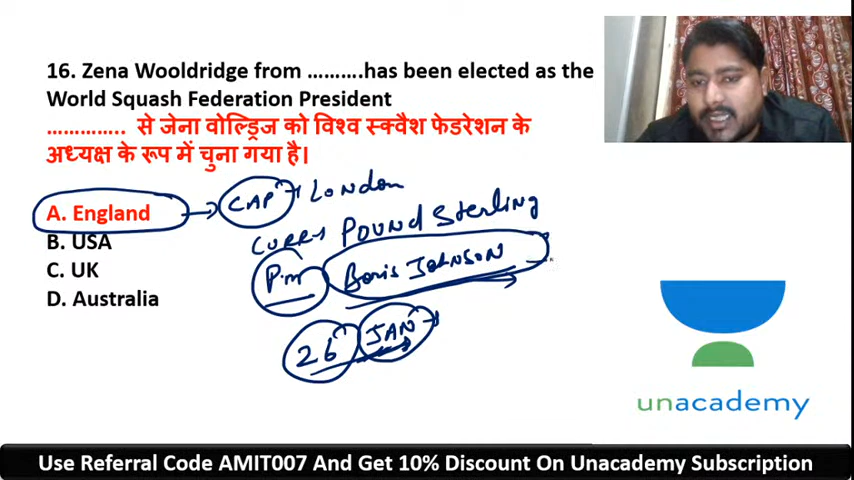 16. Zena Wooldridge from ..........has been elected as the
World Squash Federation President
.............. से जेना वोल्ड्रिज को विश्व स्क्वैश फेडरेशन के
अध्यक्ष के रूप में चुना गया है।
A. England
CAP London
B. USA
CURR POUND Sterling
C. UK
P.m Boris Johnson
D. Australia
26 JAN
unacademy
Use Referral Code AMIT007 And Get 10% Discount On Unacademy Subscription